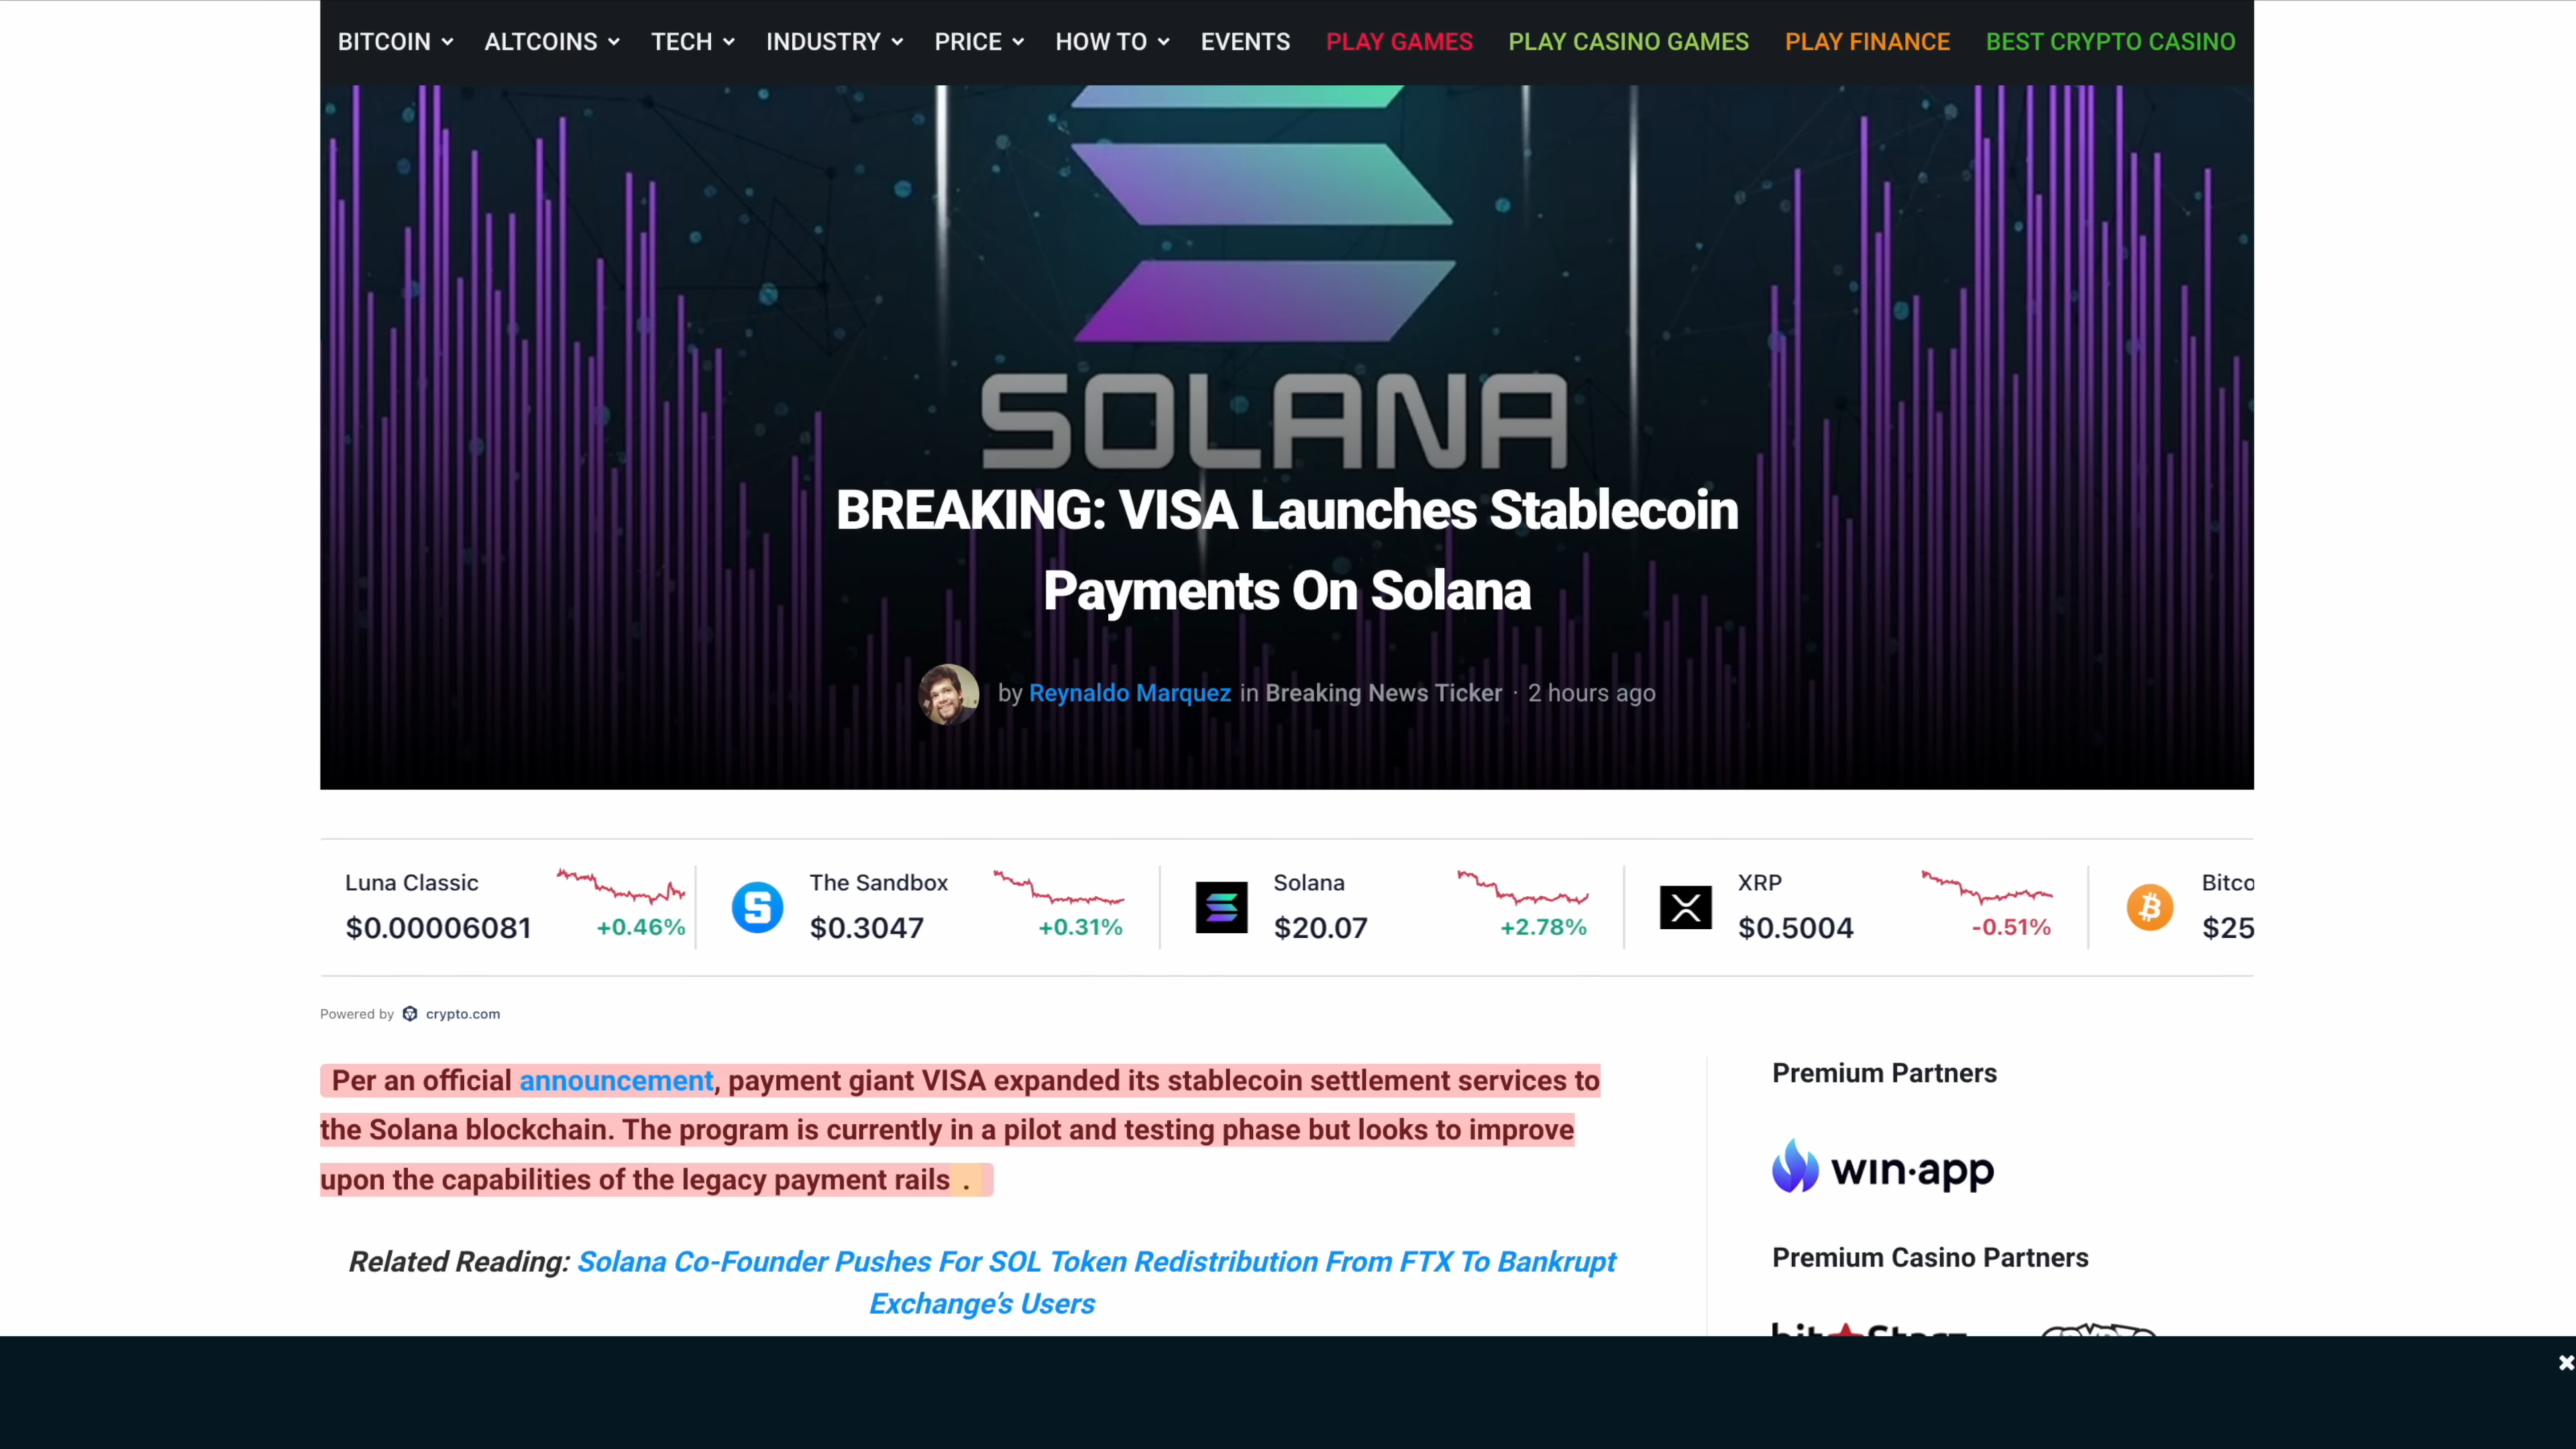 BITCOIN ALTCOINS TECH INDUSTRY PRICE HOW TO EVENTS PLAY GAMES PLAY CASINO GAMES PLAY FINANCE BEST CRYPTO CASINO
SOLANA
BREAKING: VISA Launches Stablecoin
Payments On Solana
by Reynaldo Marquez in Breaking News Ticker · 2 hours ago
Luna Classic
$0.00006081 +0.46%
The Sandbox
$0.3047 +0.31%
Solana
$20.07 +2.78%
XRP
$0.5004 -0.51%
Bitco
$25
Powered by crypto.com
Per an official announcement, payment giant VISA expanded its stablecoin settlement services to
the Solana blockchain. The program is currently in a pilot and testing phase but looks to improve
upon the capabilities of the legacy payment rails .
Related Reading: Solana Co-Founder Pushes For SOL Token Redistribution From FTX To Bankrupt
Exchange’s Users
Premium Partners
win·app
Premium Casino Partners